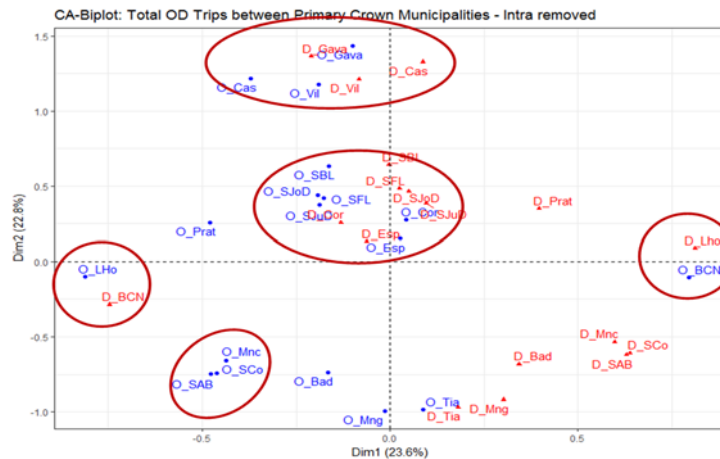 CA-Biplot: Total OD Trips between Primary Crown Municipalities - Intra removed
1.5
D_Gava
O_Gava
D_Cas
O_Cas
O_Vil
D_Vil
1.0
D_SBL
O_SBL
D_SFL
O_SJoD
O_SFL
D_SJoD
0.5
D_Prat
O_SJuD
D_Cor
O_Cor
D_SJuD
O_Prat
D_Esp
O_Esp
D_Lho
Dim2 (22.8%)
0.0
O_LHo
O_BCN
D_BCN
D_Mnc
-0.5
O_Mnc
D_SCo
O_SCo
D_SAB
O_SAB
O_Bad
D_Bad
O_Tia
D_Mng
-1.0
O_Mng
D_Tia
-0.5
0.0
0.5
Dim1 (23.6%)